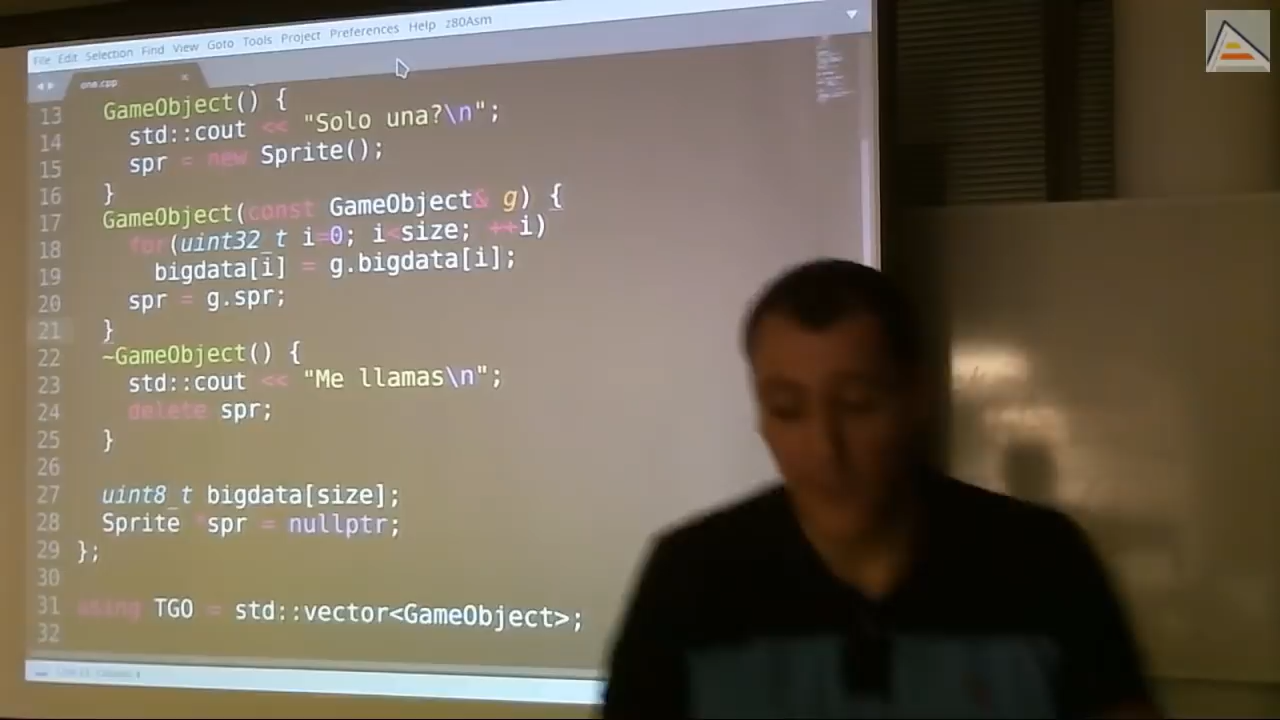 File Edit Selection Find View Goto Tools Project Preferences Help z80Asm
one.cpp
13 GameObject() {
14 std::cout << "Solo una?\n";
15 spr = new Sprite();
16 }
17 GameObject(const GameObject& g) {
18 for(uint32_t i=0; i<size; ++i)
19 bigdata[i] = g.bigdata[i];
20 spr = g.spr;
21 }
22 ~GameObject() {
23 std::cout << "Me llamas\n";
24 delete spr;
25 }
26
27 uint8_t bigdata[size];
28 Sprite *spr = nullptr;
29 };
30
31 using TGO = std::vector<GameObject>;
32